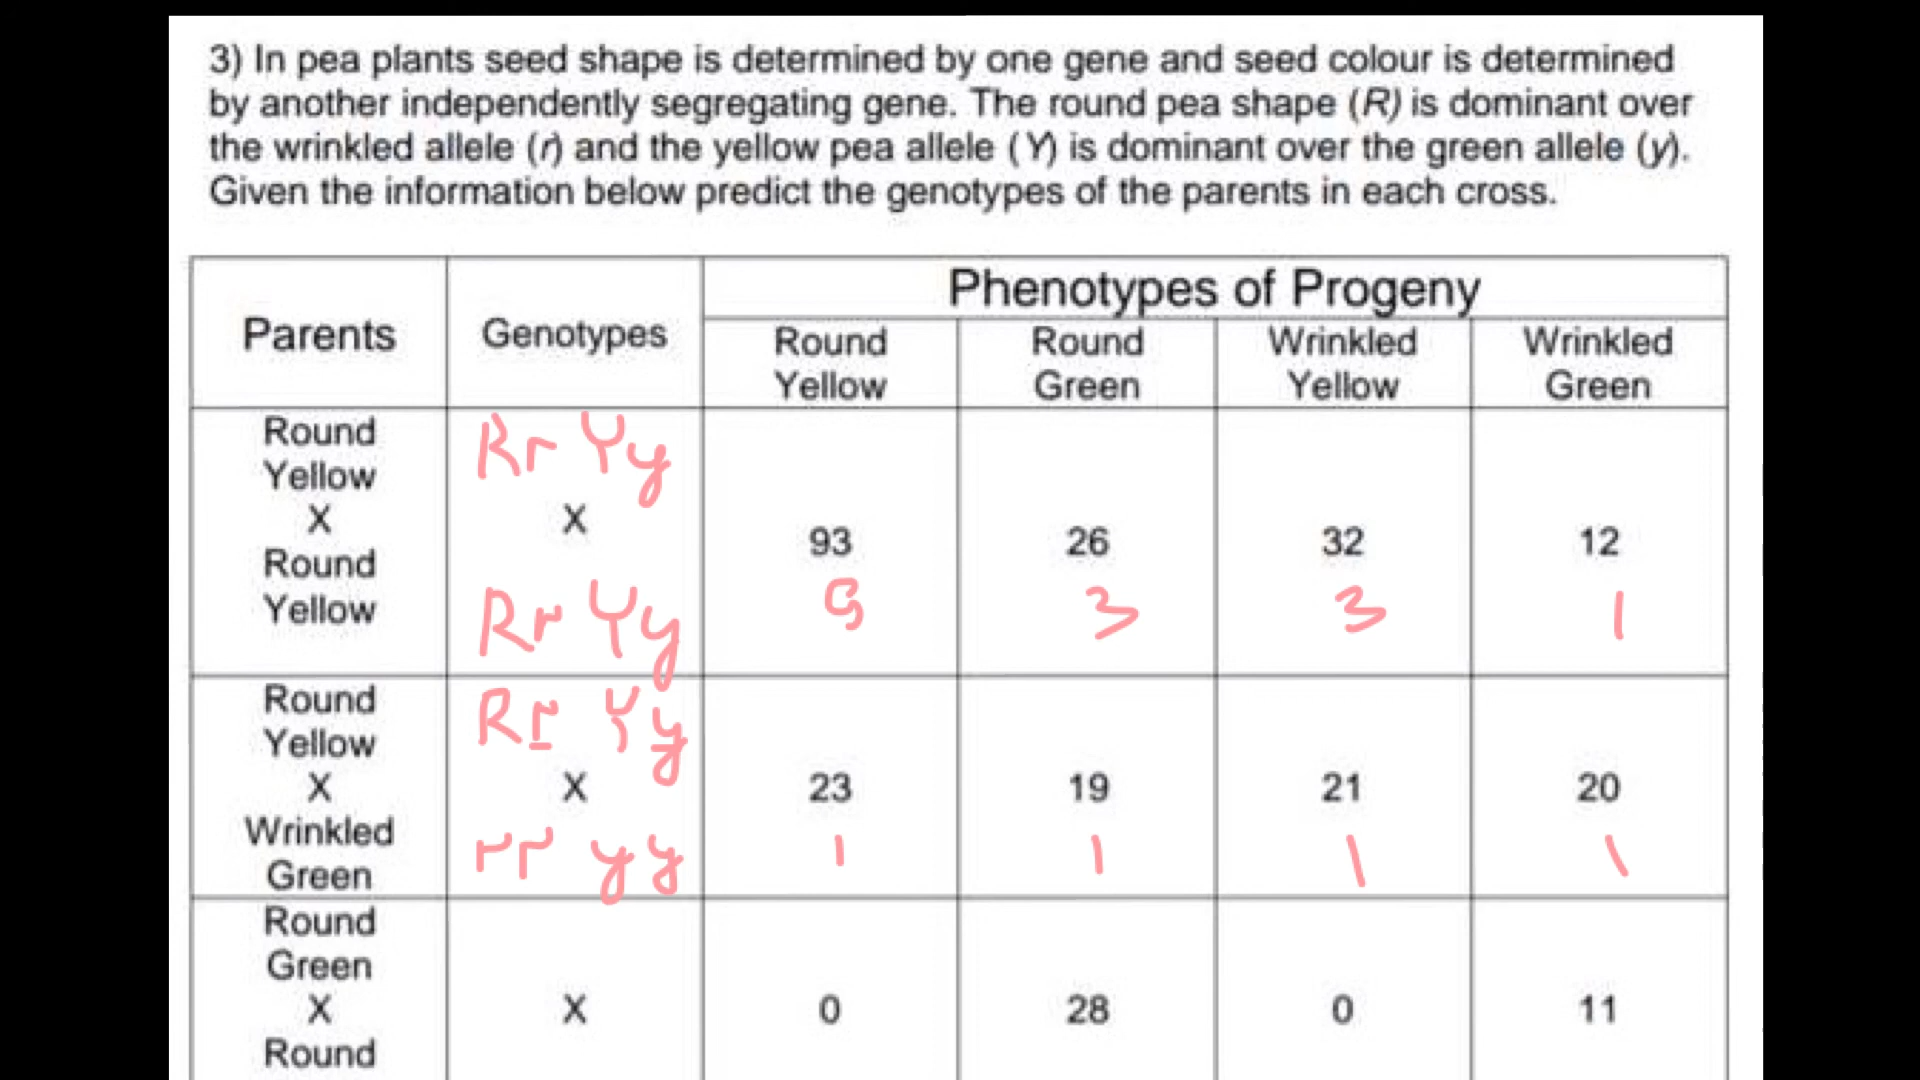 3) In pea plants seed shape is determined by one gene and seed colour is determined
by another independently segregating gene. The round pea shape (R) is dominant over
the wrinkled allele (r) and the yellow pea allele (Y) is dominant over the green allele (y).
Given the information below predict the genotypes of the parents in each cross.
Parents
Genotypes
Phenotypes of Progeny
Round
Yellow
Round
Green
Wrinkled
Yellow
Wrinkled
Green
Round
Yellow
X
Round
Yellow
Rr Yy
X
Rr Yy
93
26
32
12
9
3
3
1
Round
Yellow
X
Wrinkled
Green
Rr Yy
X
rr yy
23
19
21
20
1
1
1
1
Round
Green
X
Round
X
0
28
0
11